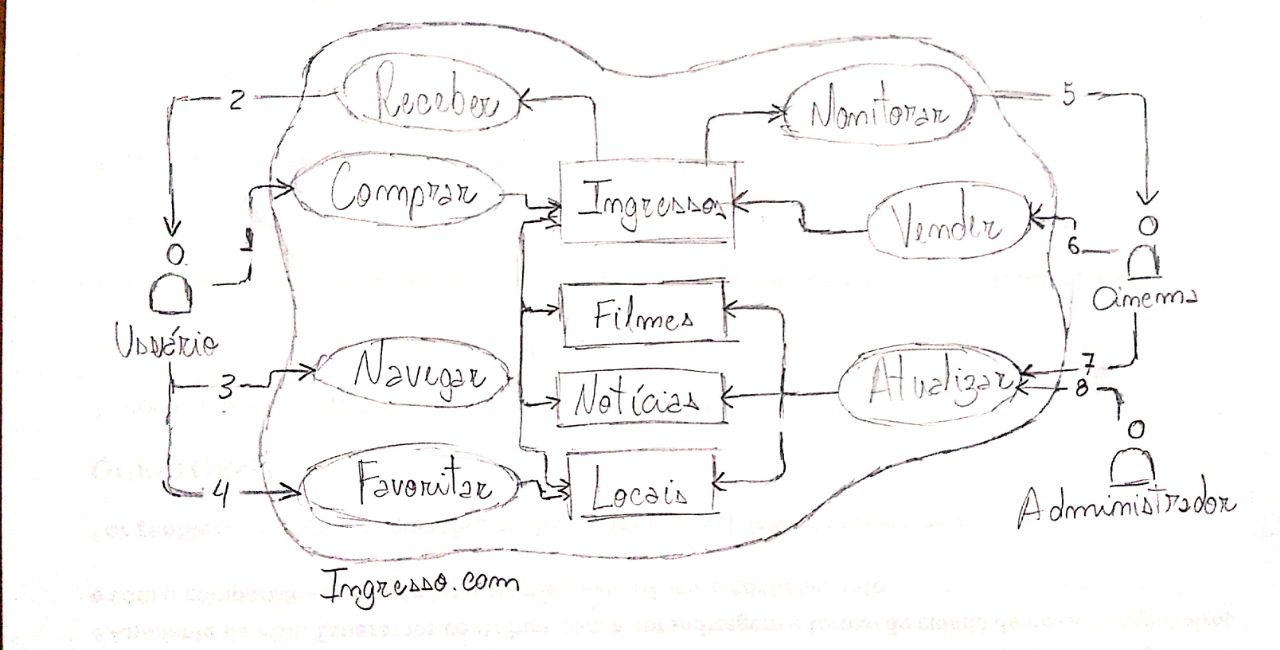 2
Receber
Monitorar
5
Comprar
Ingressos
Vender
1
6
Cinema
Filmes
Usuário
Navegar
3
Notícias
Atualizar
7
8
Favoritar
4
Locais
Administrador
Ingresso.com